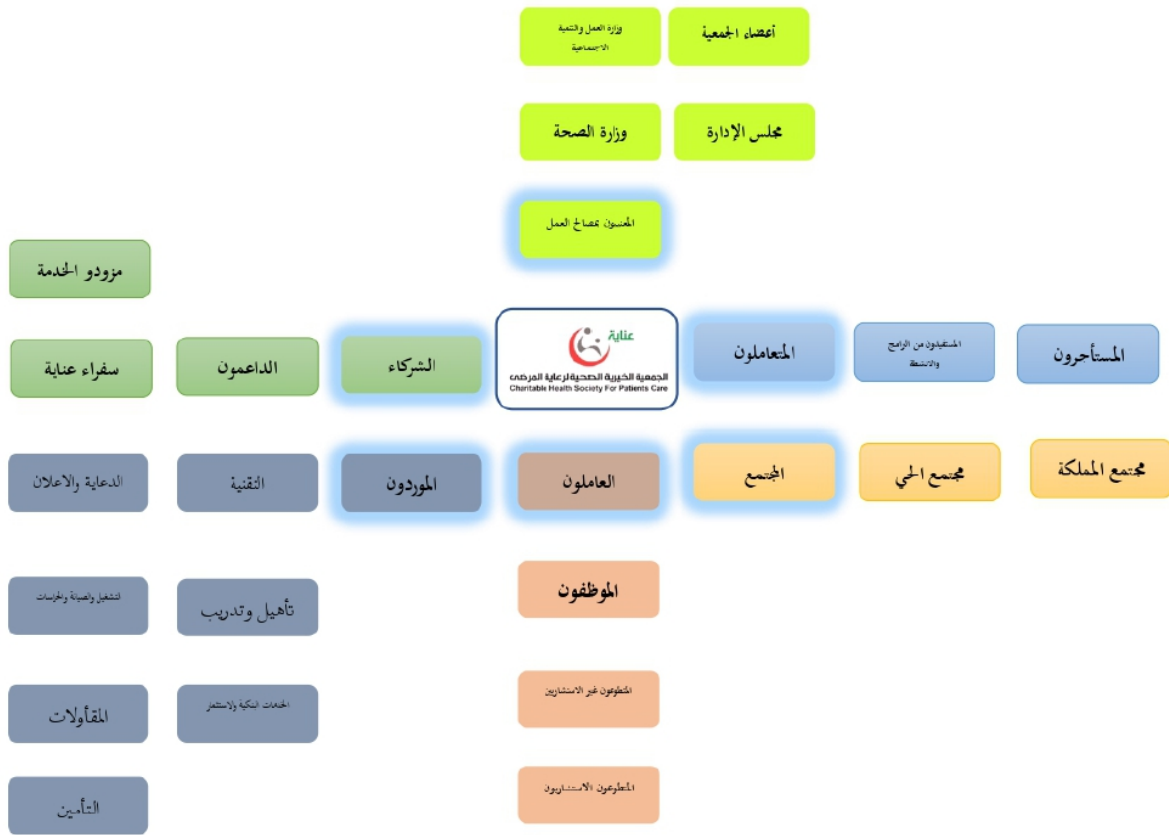 أعضاء الجمعية
وزارة العمل والتنمية
الاجتماعية
مجلس الإدارة
وزارة الصحة
المعنيون بمصالح العمل
مزودو الخدمة
المستأجرون
المستفيدون من البرامج
والانشطة
المتعاملون
عناية
الجمعية الخيرية الصحية لرعاية المرضى
Charitable Health Society For Patients Care
الشركاء
الداعمون
سفراء عناية
مجتمع المملكة
مجتمع الحي
المجتمع
العاملون
الموردون
التقنية
الدعاية والاعلان
الموظفون
تأهيل وتدريب
التشغيل والصيانة والحراسات
المتطوعون غير الاستشاريين
الخدمات البنكية والاستثمار
المقأولات
المتطوعون الاستشاريون
التأمين